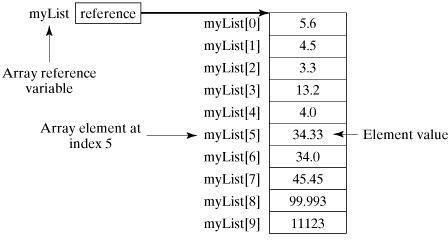 myList reference
myList[0] 5.6
myList[1] 4.5
myList[2] 3.3
Array reference
variable
myList[3] 13.2
myList[4] 4.0
Array element at
index 5
myList[5] 34.33 Element value
myList[6] 34.0
myList[7] 45.45
myList[8] 99.993
myList[9] 11123